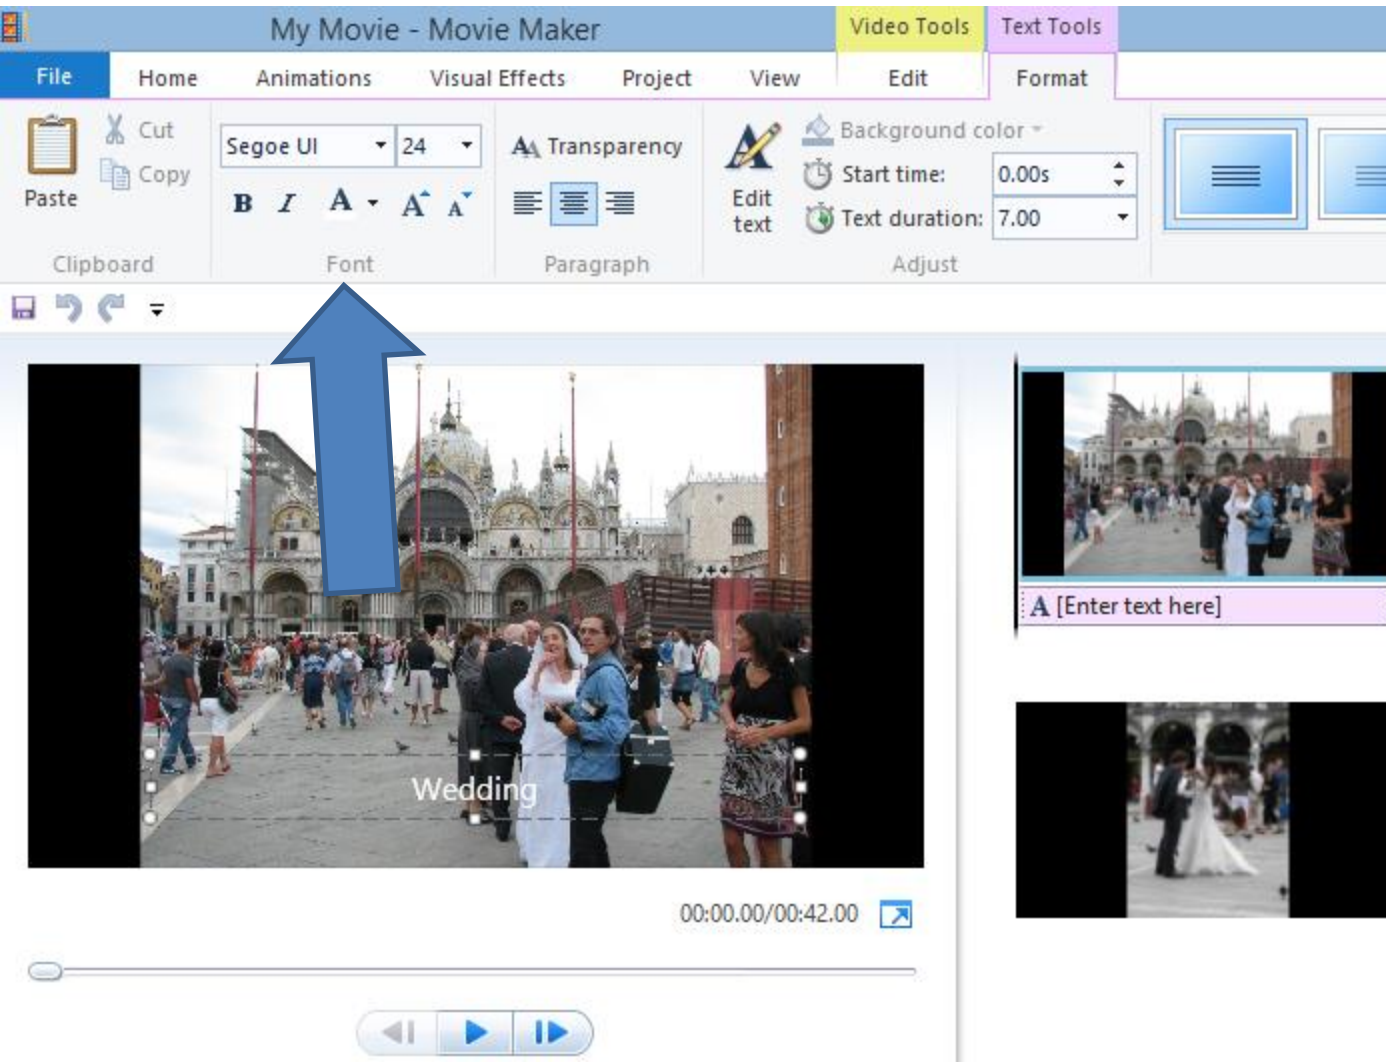 My Movie - Movie Maker
Video Tools
Text Tools
File
Home
Animations
Visual Effects
Project
View
Edit
Format
Paste
Cut
Copy
Clipboard
Segoe UI
24
B I A A A
Font
Transparency
Paragraph
Edit
text
Background color
Start time: 0.00s
Text duration: 7.00
Adjust
Wedding
00:00.00/00:42.00
A [Enter text here]